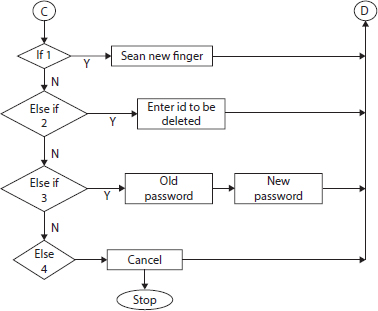 C
D
If 1
Y
Sean new finger
N
Else if
2
Y
Enter id to be
deleted
N
Else if
3
Y
Old
password
New
password
N
Else
4
Cancel
Stop